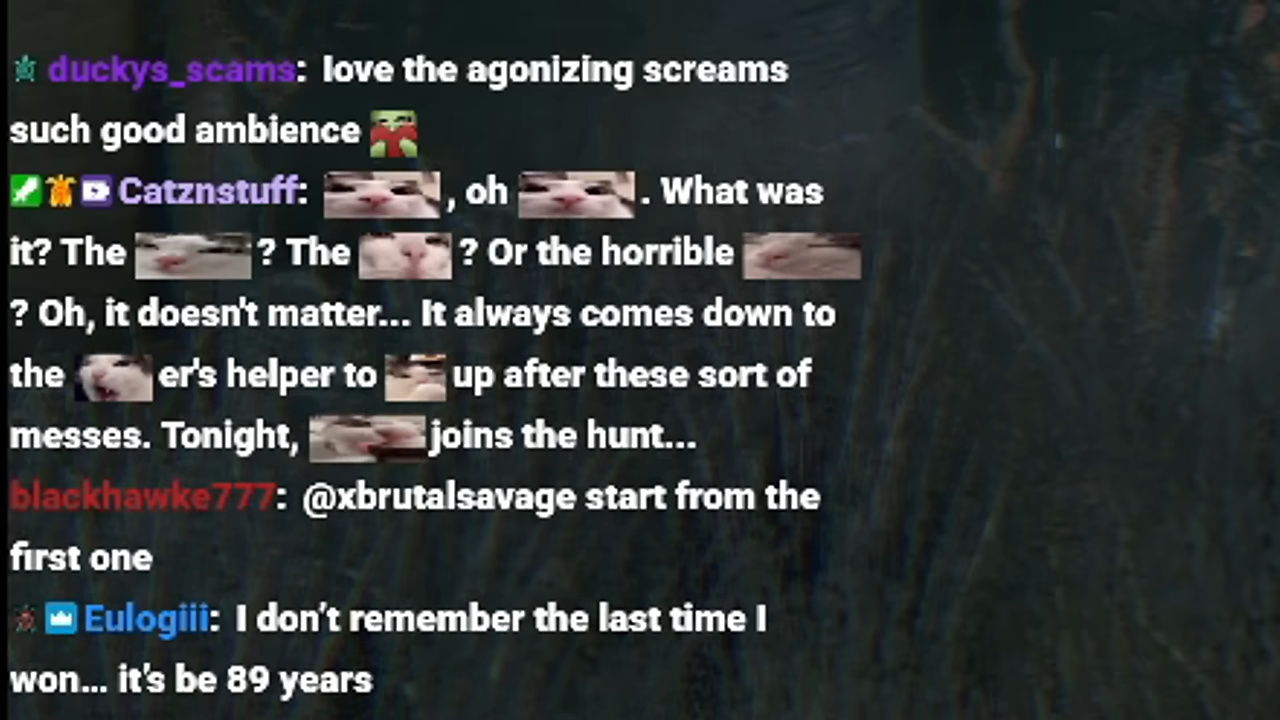 duckys_scams: love the agonizing screams
such good ambience
Catznstuff: , oh . What was
it? The ? The ? Or the horrible
? Oh, it doesn't matter... It always comes down to
the er's helper to up after these sort of
messes. Tonight, joins the hunt...
blackhawke777: @xbrutalsavage start from the
first one
Eulogiii: I don't remember the last time I
won... it's be 89 years